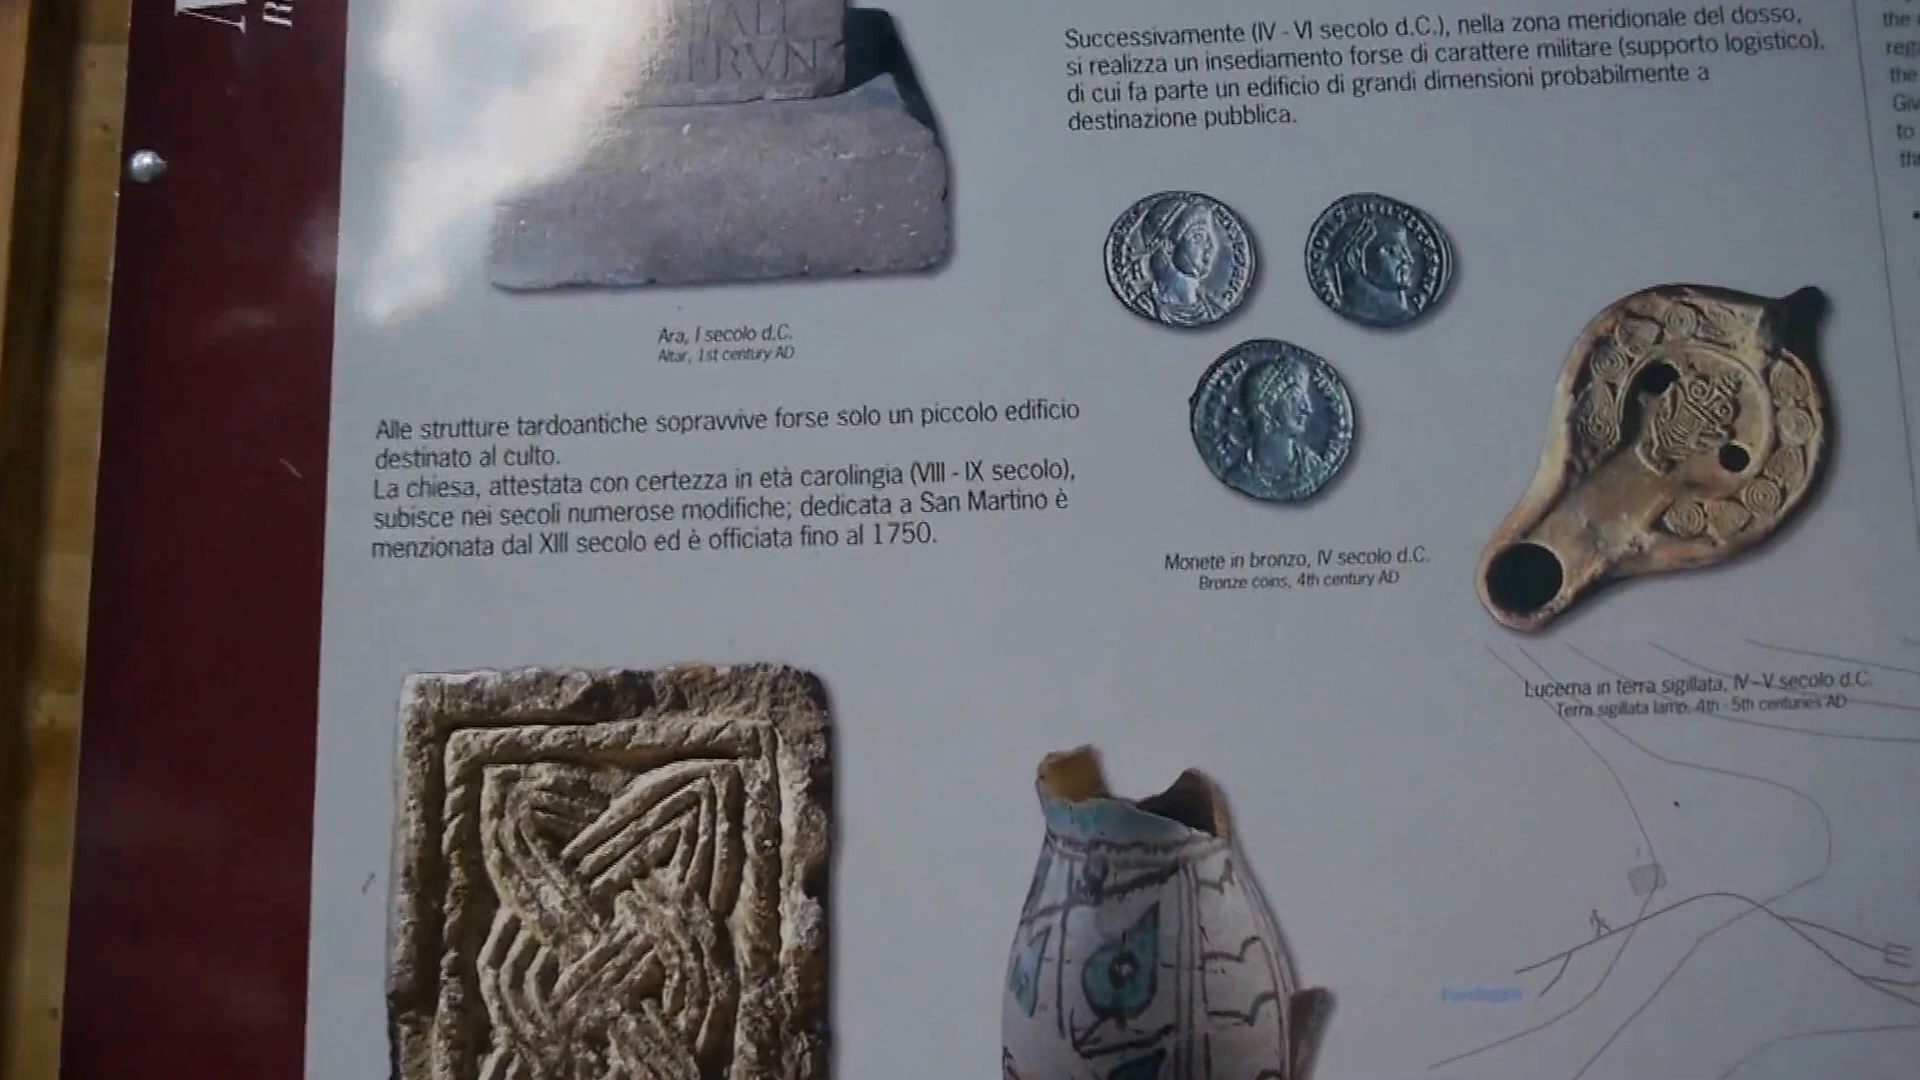 ERVN
Ara, I secolo d.C.
Altar, 1st century AD
Alle strutture tardoantiche sopravvive forse solo un piccolo edificio
destinato al culto.
La chiesa, attestata con certezza in età carolingia (VIII - IX secolo),
subisce nei secoli numerose modifiche; dedicata a San Martino è
menzionata dal XIII secolo ed è officiata fino al 1750.
Successivamente (IV - VI secolo d.C.), nella zona meridionale del dosso,
si realizza un insediamento forse di carattere militare (supporto logistico),
di cui fa parte un edificio di grandi dimensioni probabilmente a
destinazione pubblica.
Monete in bronzo, IV secolo d.C.
Bronze coins, 4th century AD
Lucerna in terra sigillata, IV–V secolo d.C.
Terra sigillata lamp, 4th - 5th centuries AD
the
the
to